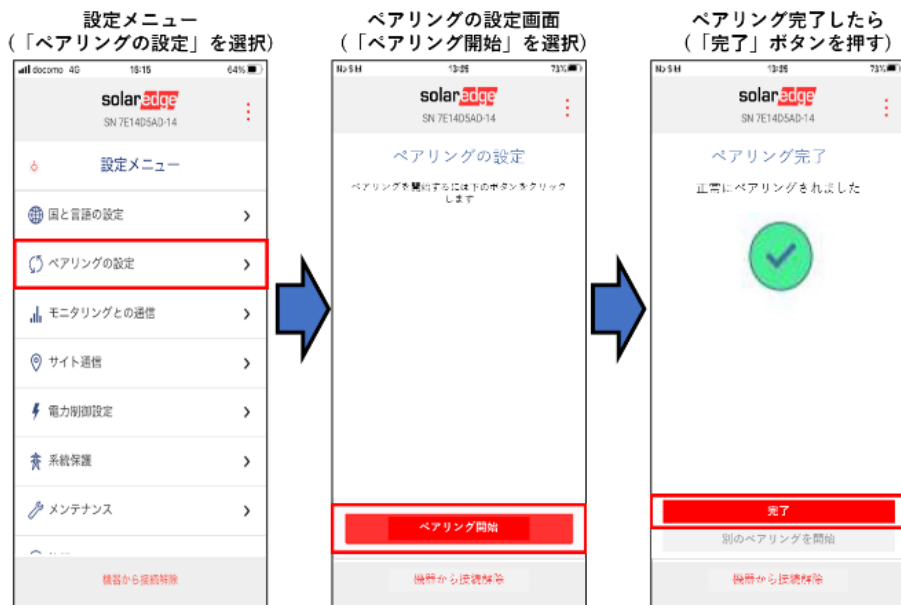 設定メニュー
(「ペアリングの設定」を選択)
docomo 4G 15:15 64%
solaredge
SN 7E14D5AD-14
設定メニュー
国と言語の設定
ペアリングの設定
モニタリングとの通信
サイト通信
電力制御設定
系統保護
メンテナンス
機器から接続解除
ペアリングの設定画面
(「ペアリング開始」を選択)
13:25 73%
solaredge
SN 7E14D5AD-14
ペアリングの設定
ペアリングを開始するには下のボタンをクリック
します
ペアリング開始
機器から接続解除
ペアリング完了したら
(「完了」ボタンを押す)
13:25 73%
solaredge
SN 7E14D5AD-14
ペアリング完了
正常にペアリングされました
完了
別のペアリングを開始
機器から接続解除